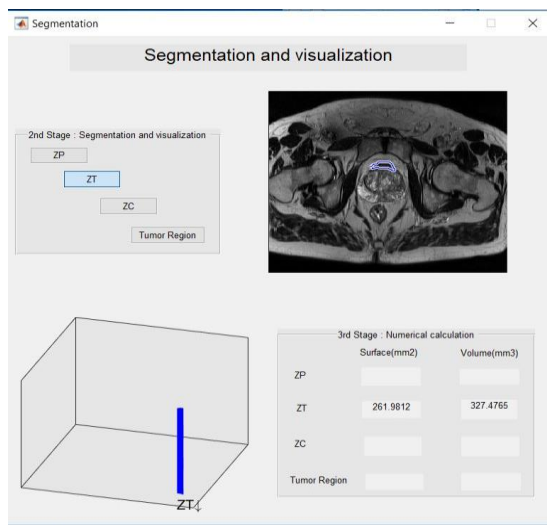 Segmentation
Segmentation and visualization
2nd Stage : Segmentation and visualization
ZP
ZT
ZC
Tumor Region
ZT
3rd Stage : Numerical calculation
Surface(mm2) Volume(mm3)
ZP
ZT 261.9812 327.4765
ZC
Tumor Region